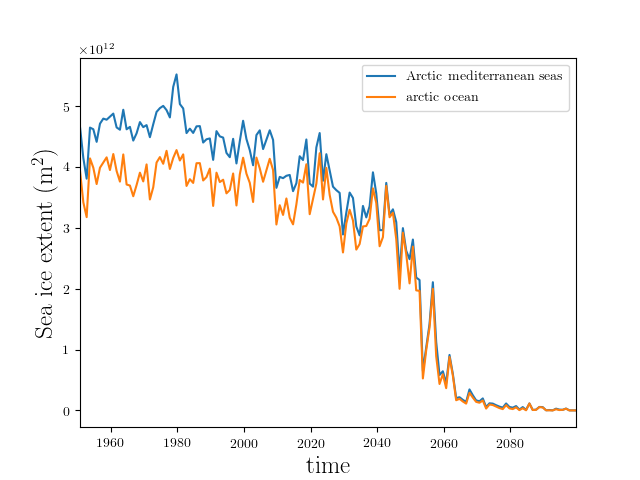 ×10¹²
Arctic mediterranean seas
arctic ocean
5
4
3
2
1
0
Sea ice extent (m²)
1960 1980 2000 2020 2040 2060 2080
time